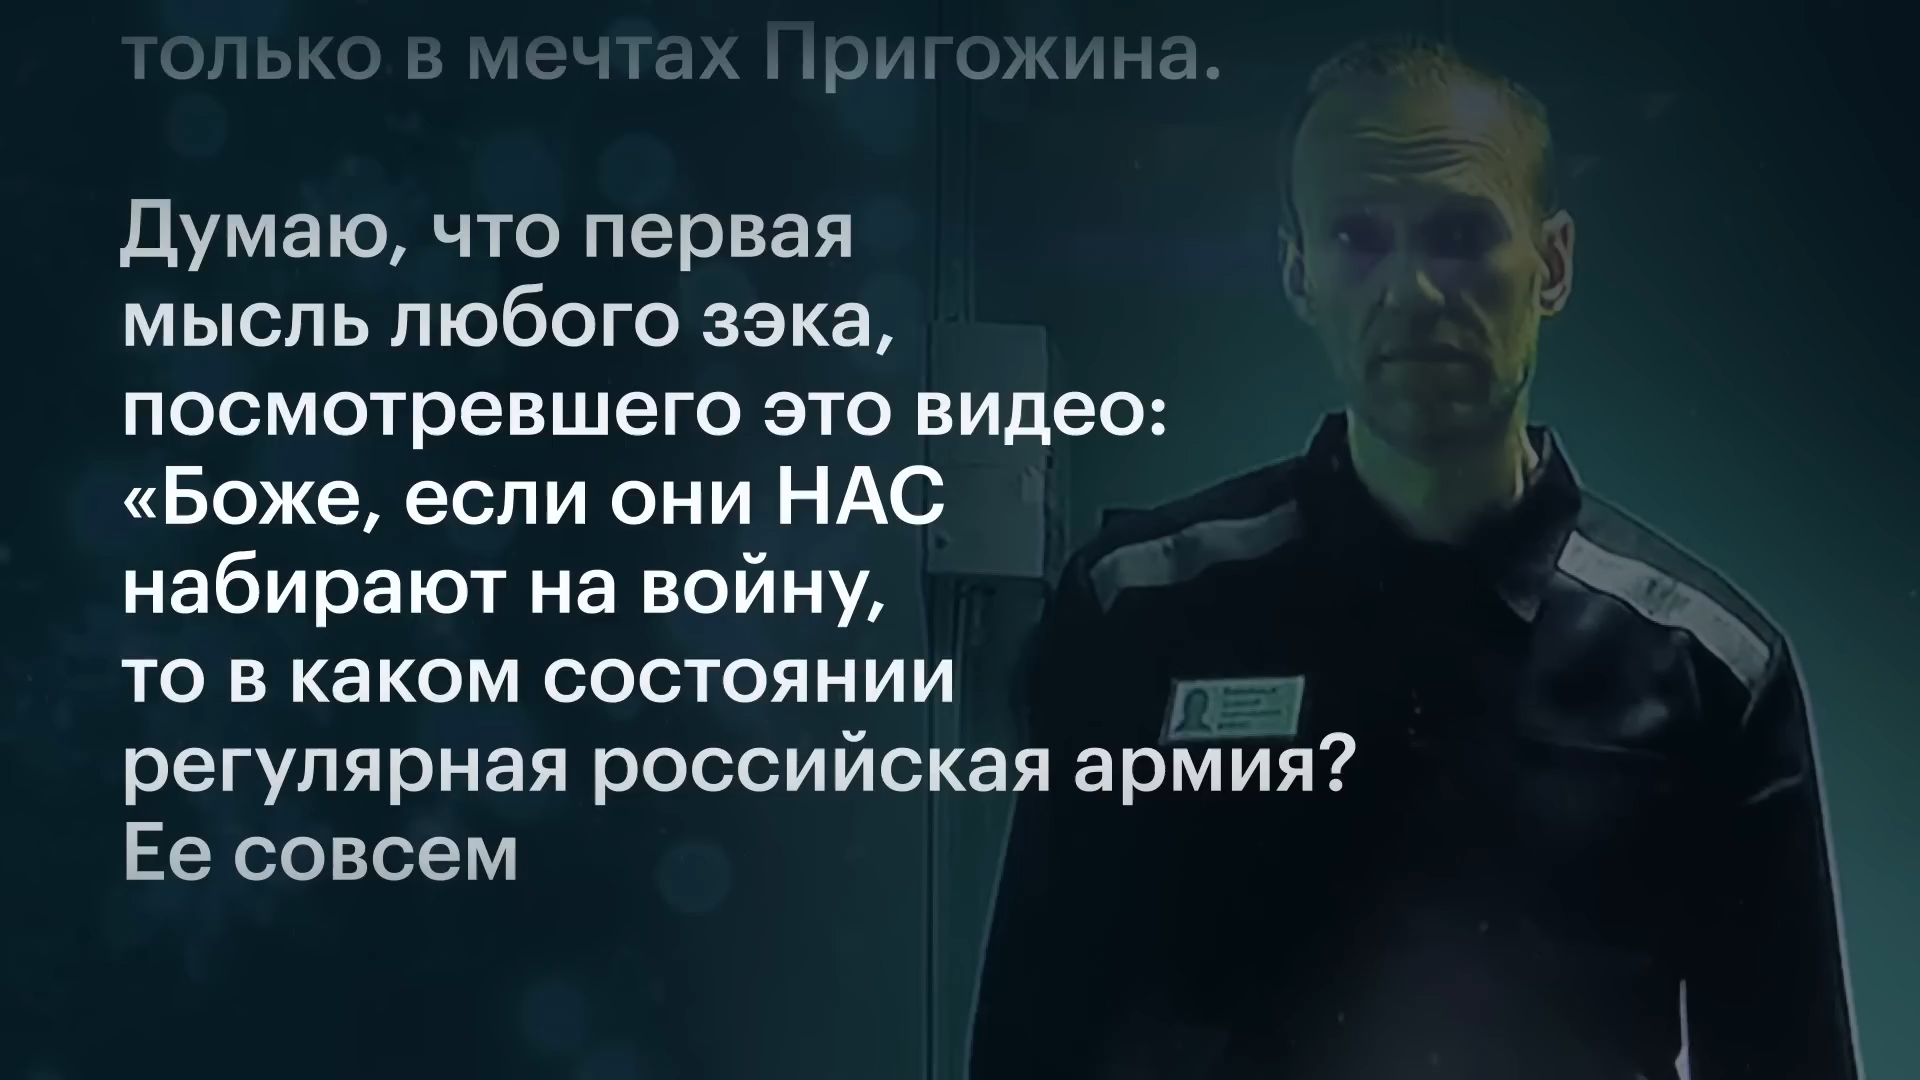 только в мечтах Пригожина.
Думаю, что первая
мысль любого зэка,
посмотревшего это видео:
«Боже, если они НАС
набирают на войну,
то в каком состоянии
регулярная российская армия?
Ее совсем